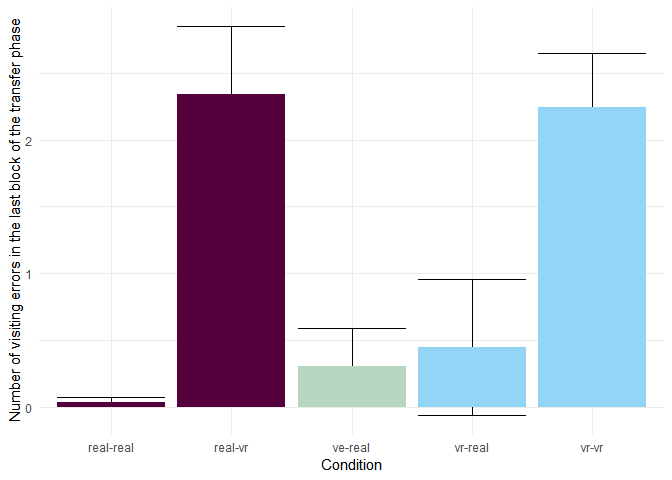 Number of visiting errors in the last block of the transfer phase
2
1
0
real-real real-vr ve-real vr-real vr-vr
Condition